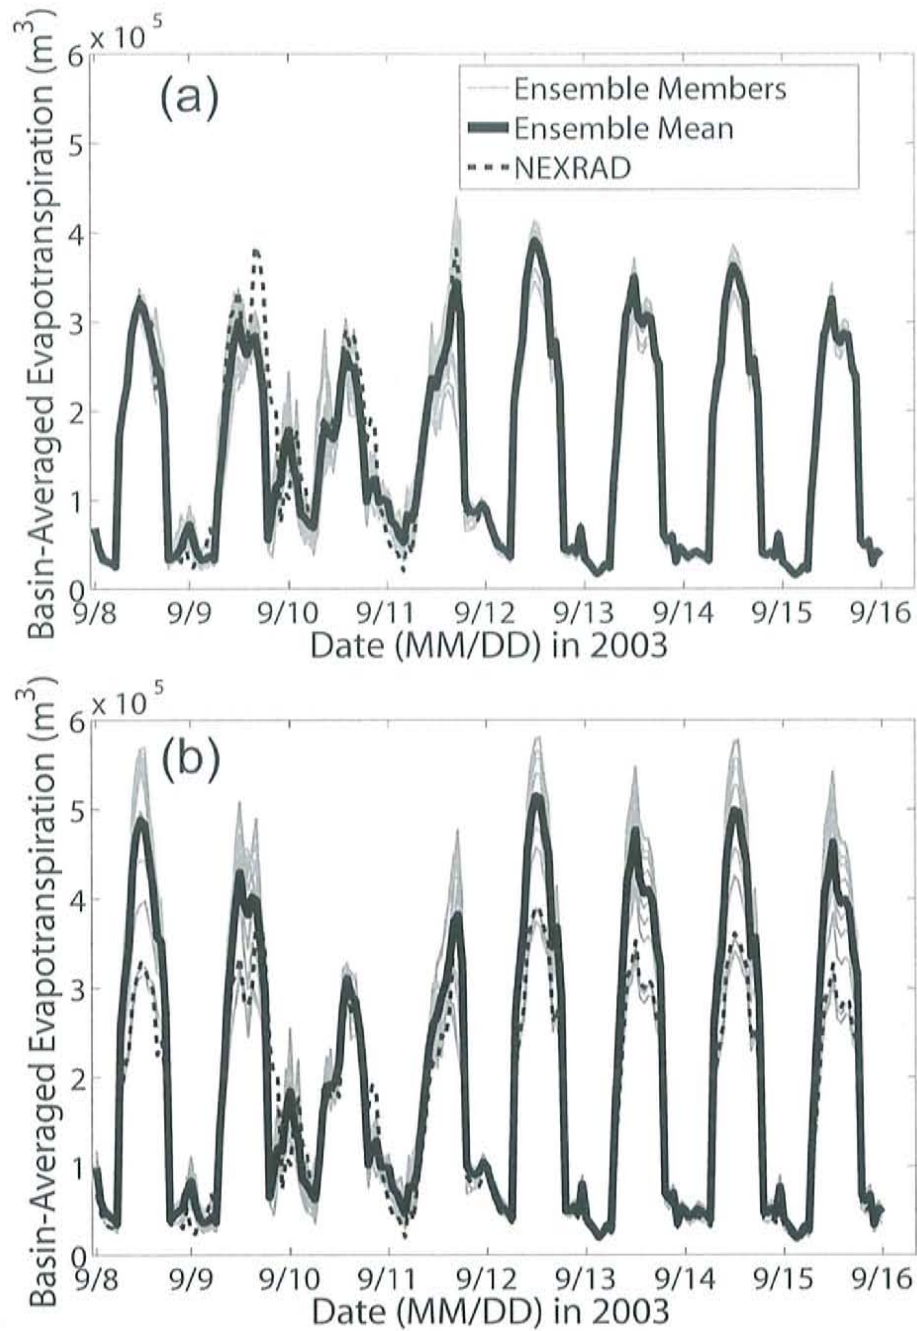 x 10 5
(a)
Ensemble Members
Ensemble Mean
NEXRAD
Basin-Averaged Evapotranspiration (m3)
6
5
4
3
2
1
0
9/8 9/9 9/10 9/11 9/12 9/13 9/14 9/15 9/16
Date (MM/DD) in 2003
x 10 5
(b)
Basin-Averaged Evapotranspiration (m3)
6
5
4
3
2
1
0
9/8 9/9 9/10 9/11 9/12 9/13 9/14 9/15 9/16
Date (MM/DD) in 2003